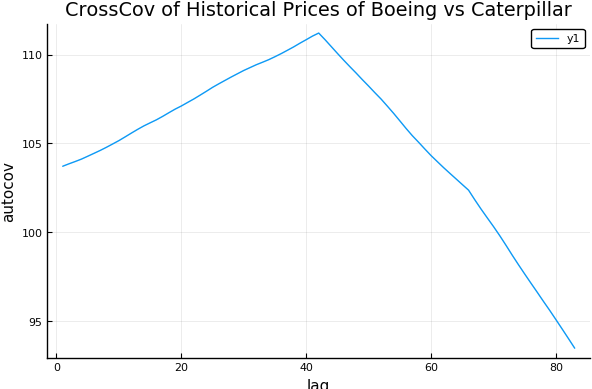 CrossCov of Historical Prices of Boeing vs Caterpillar
y1
110
105
100
95
autocov
0 20 40 60 80
lag